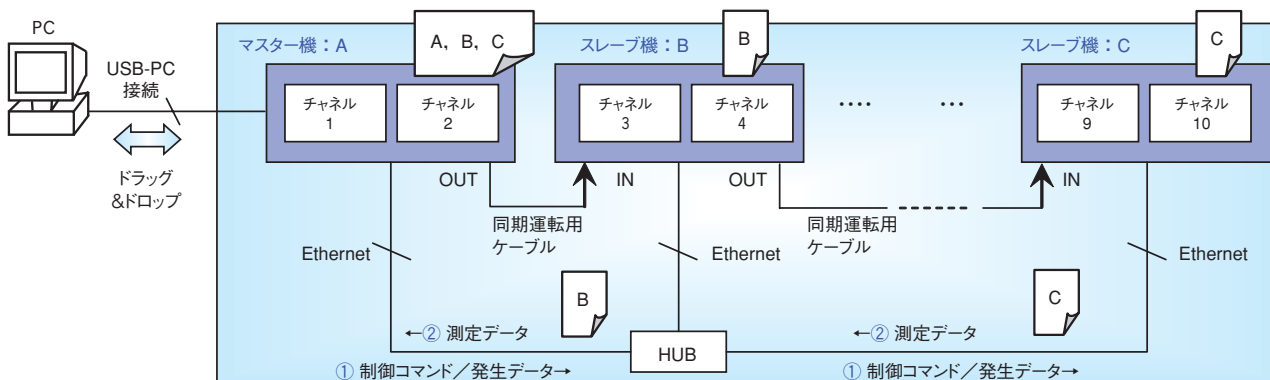 PC
USB-PC
接続
ドラッグ
&ドロップ
マスター機：A
A, B, C
チャネル
1
チャネル
2
スレーブ機：B
B
チャネル
3
チャネル
4
‥‥ …
スレーブ機：C
C
チャネル
9
チャネル
10
OUT
IN
OUT
IN
同期運転用
ケーブル
同期運転用
ケーブル
Ethernet
Ethernet
Ethernet
B
C
←② 測定データ
←② 測定データ
HUB
① 制御コマンド／発生データ→
① 制御コマンド／発生データ→